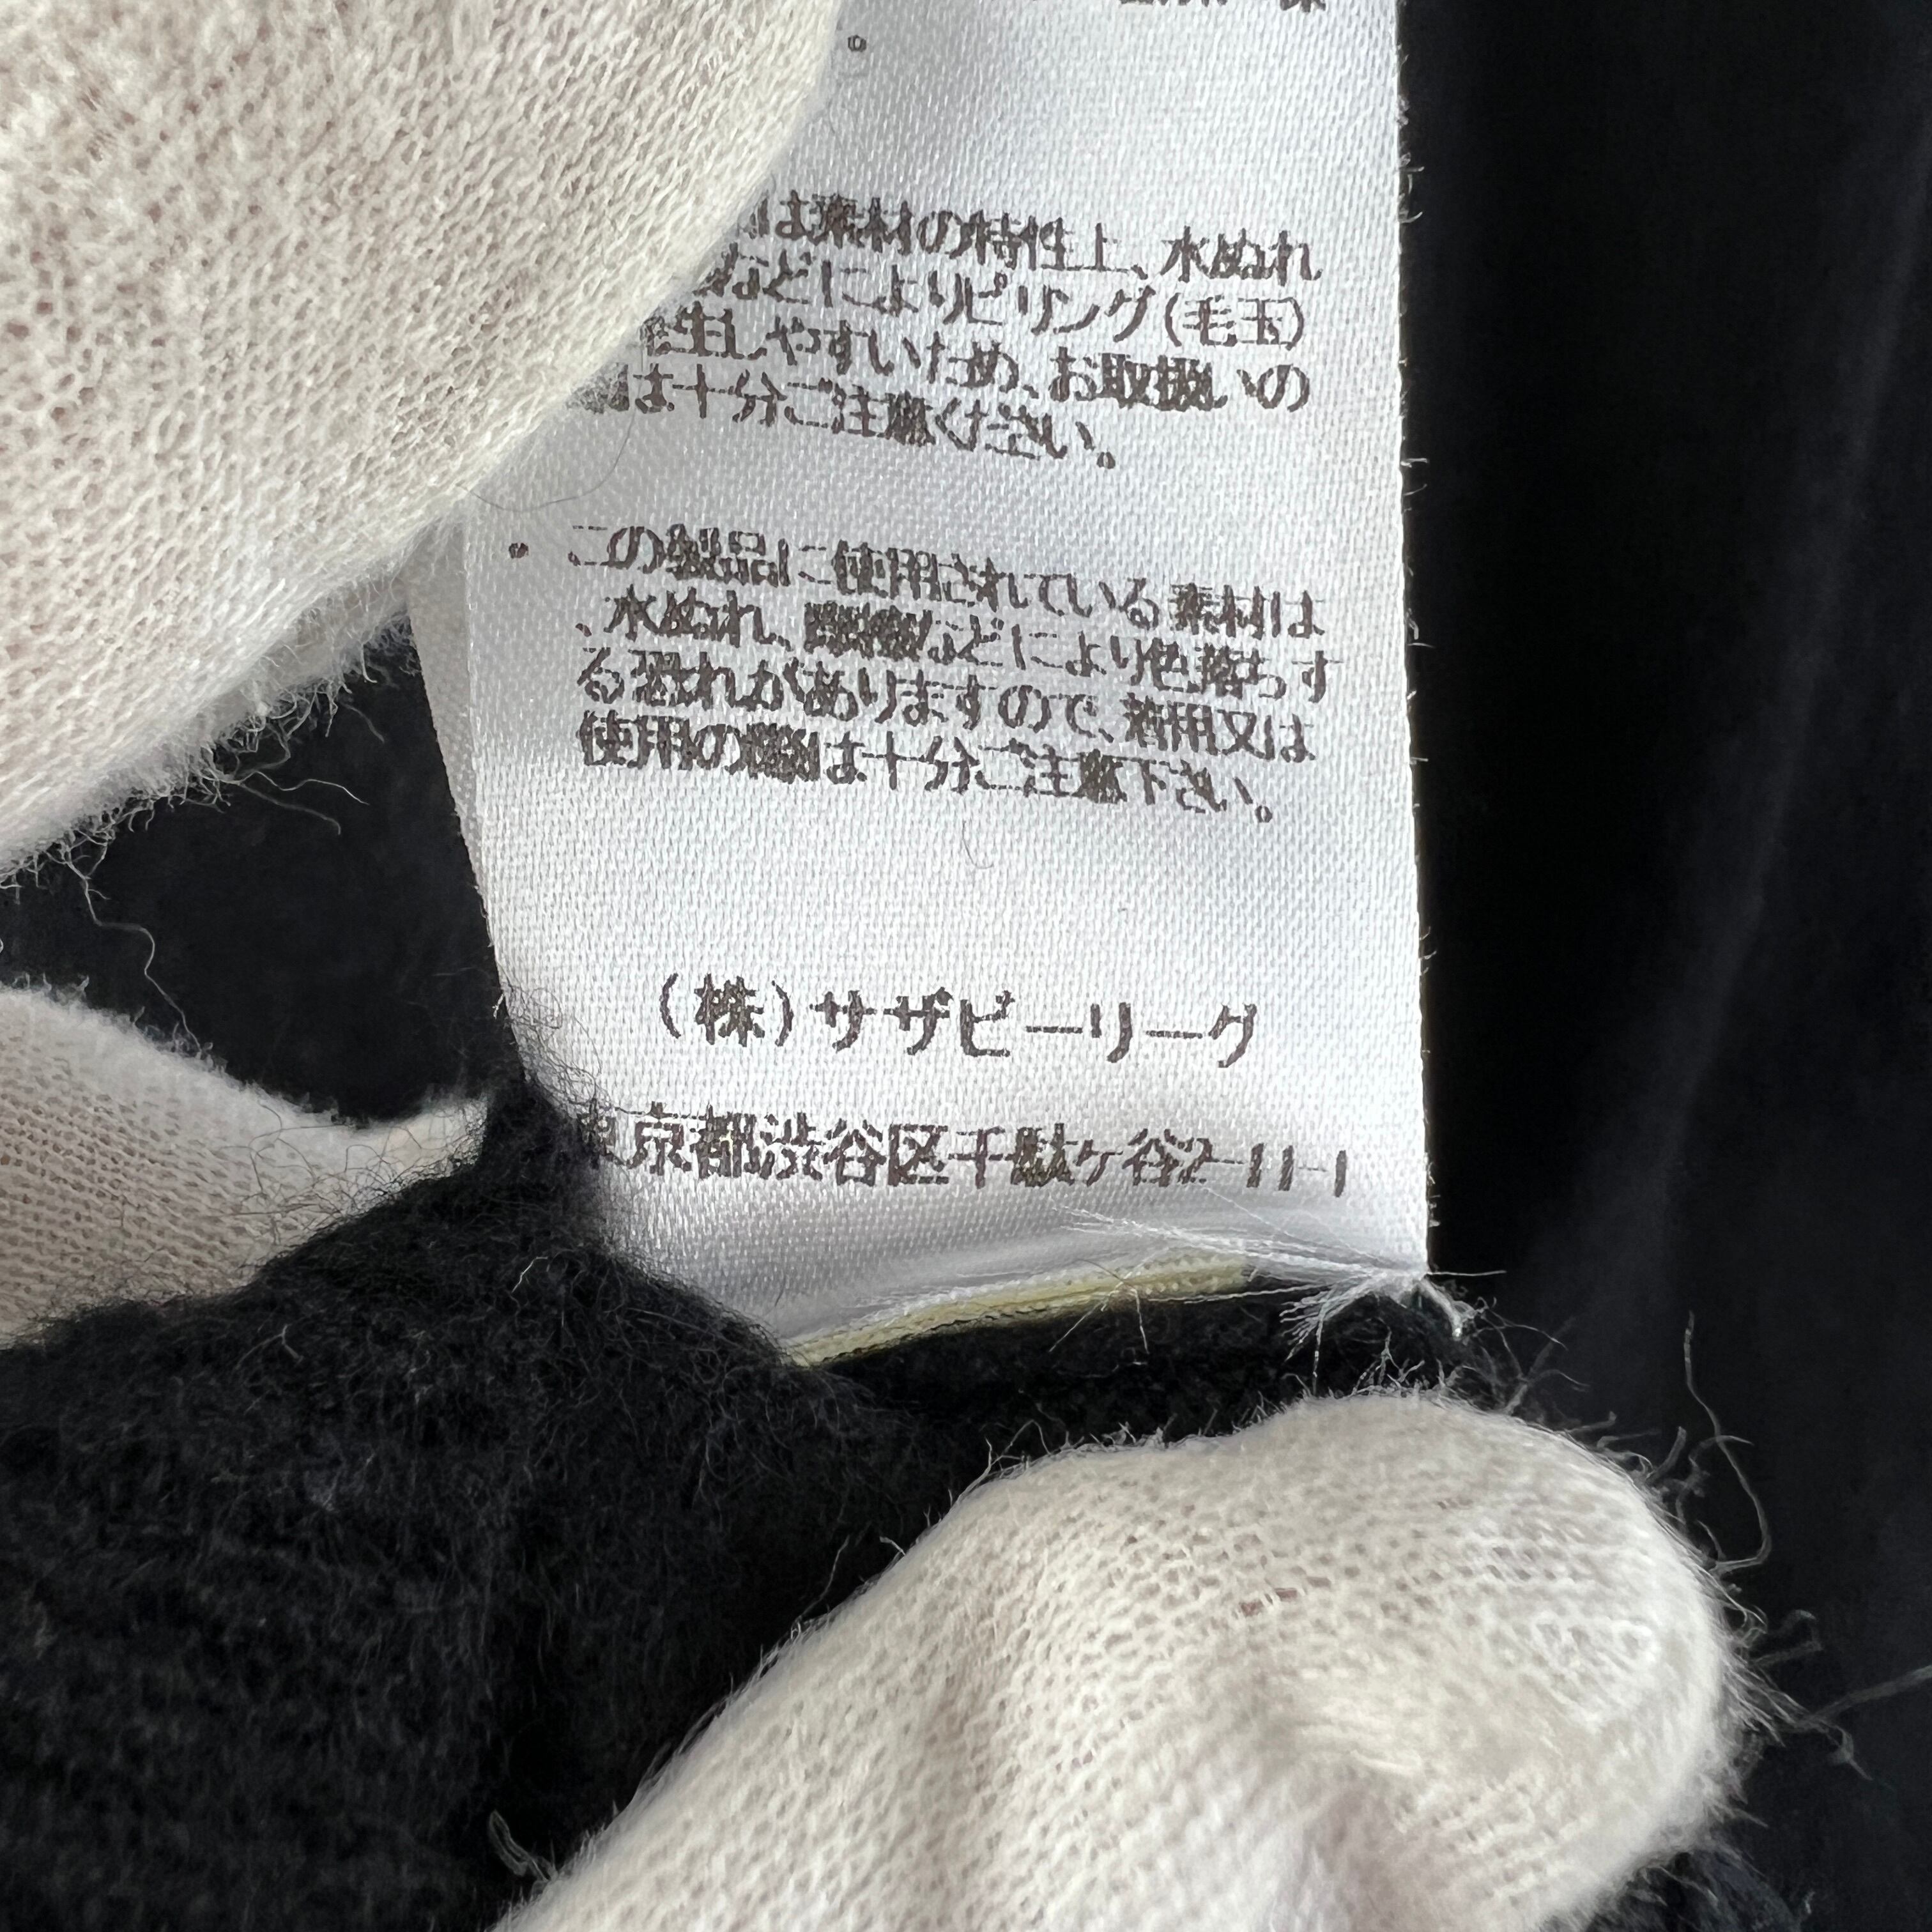 。
は素材の特性上、水ぬれ
などによりピリング(毛玉)
生しやすいため、お取扱いの
は十分ご注意ください。
・この製品に使用されている素材は
、水ぬれ、摩擦などにより色落ちす
る恐れがありますので、着用又は
使用の際は十分ご注意下さい。
(株)サザビーリーグ
東京都渋谷区千駄ケ谷2-11-1